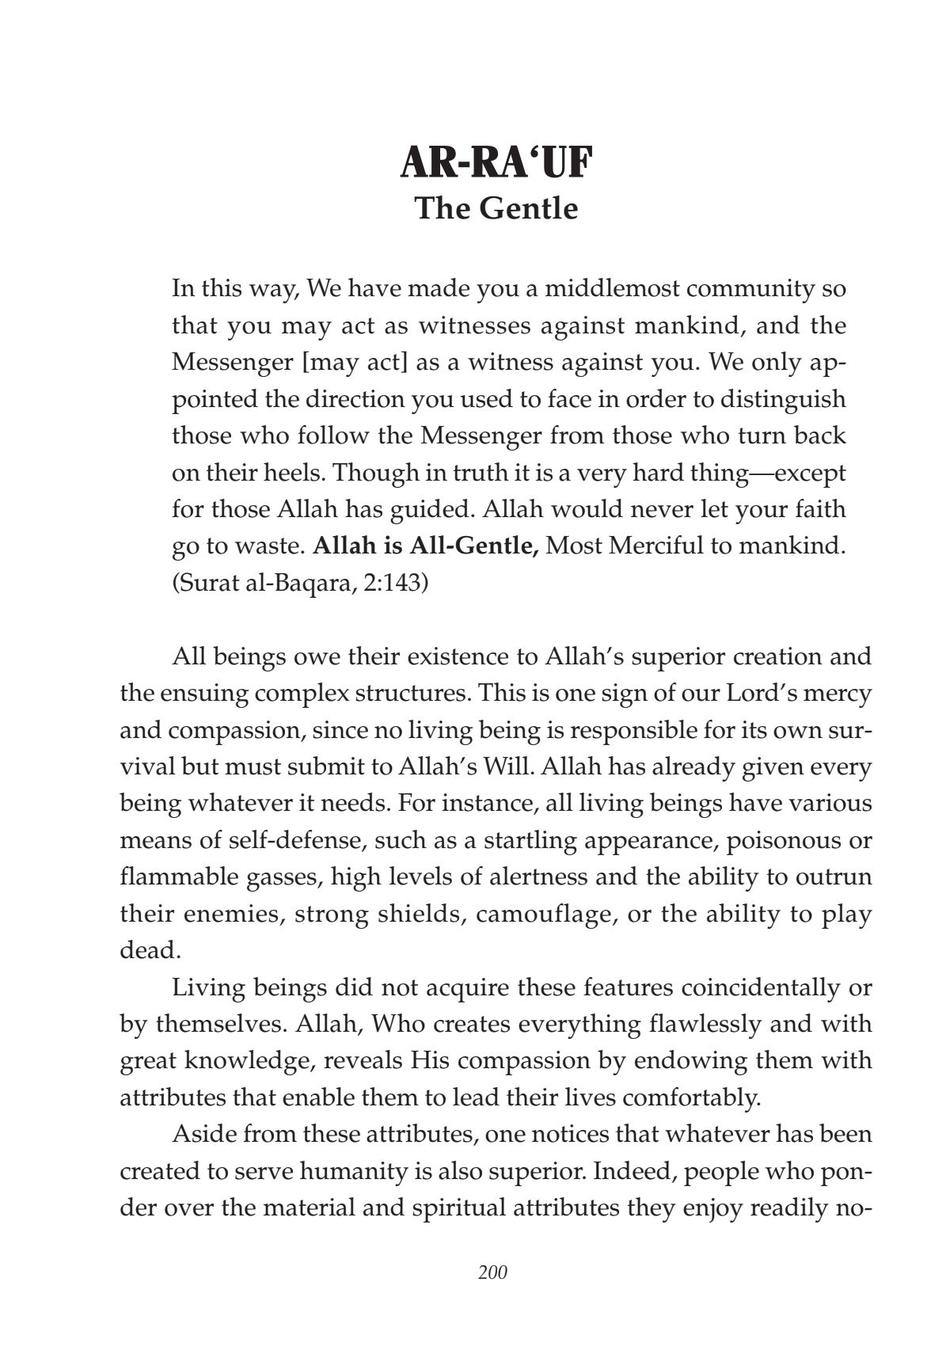 AR-RA‘UF
The Gentle
In this way, We have made you a middlemost community so
that you may act as witnesses against mankind, and the
Messenger [may act] as a witness against you. We only ap-
pointed the direction you used to face in order to distinguish
those who follow the Messenger from those who turn back
on their heels. Though in truth it is a very hard thing—except
for those Allah has guided. Allah would never let your faith
go to waste. Allah is All-Gentle, Most Merciful to mankind.
(Surat al-Baqara, 2:143)
All beings owe their existence to Allah’s superior creation and
the ensuing complex structures. This is one sign of our Lord’s mercy
and compassion, since no living being is responsible for its own sur-
vival but must submit to Allah’s Will. Allah has already given every
being whatever it needs. For instance, all living beings have various
means of self-defense, such as a startling appearance, poisonous or
flammable gasses, high levels of alertness and the ability to outrun
their enemies, strong shields, camouflage, or the ability to play
dead.
Living beings did not acquire these features coincidentally or
by themselves. Allah, Who creates everything flawlessly and with
great knowledge, reveals His compassion by endowing them with
attributes that enable them to lead their lives comfortably.
Aside from these attributes, one notices that whatever has been
created to serve humanity is also superior. Indeed, people who pon-
der over the material and spiritual attributes they enjoy readily no-
200